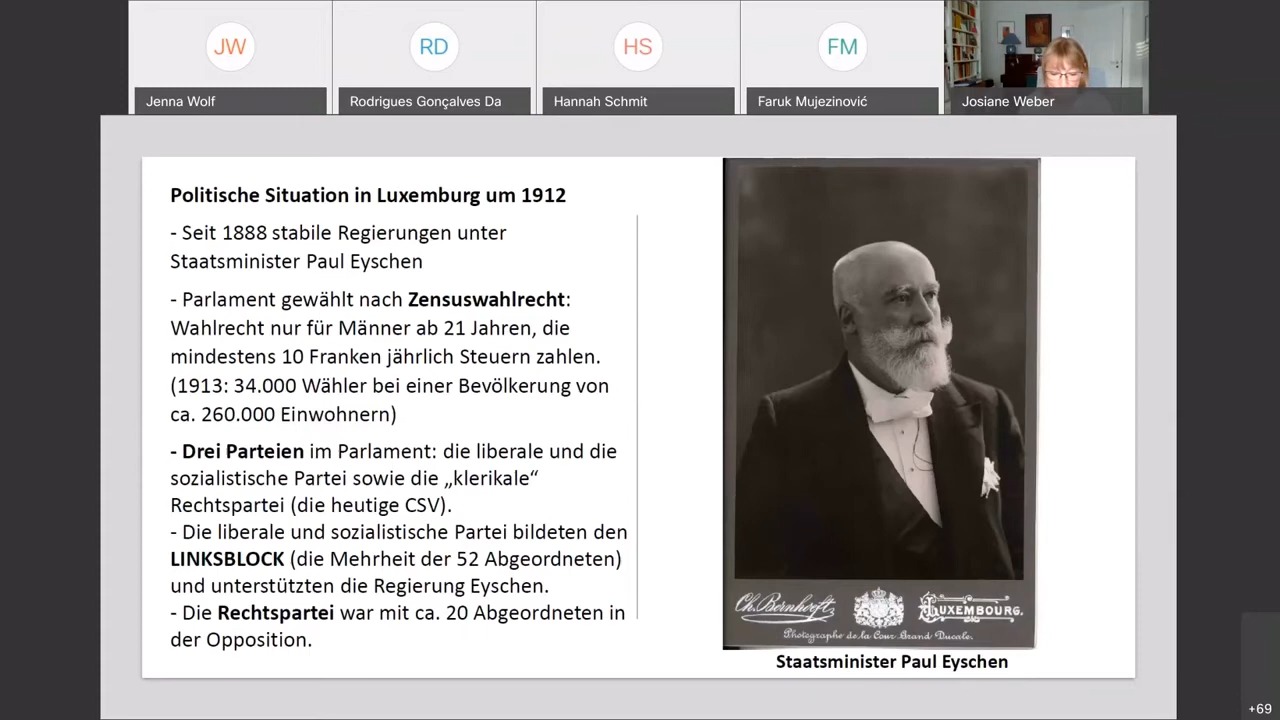 JW
RD
HS
FM
Jenna Wolf
Rodrigues Gonçalves Da
Hannah Schmit
Faruk Mujezinović
Josiane Weber
Politische Situation in Luxemburg um 1912
- Seit 1888 stabile Regierungen unter
Staatsminister Paul Eyschen
- Parlament gewählt nach Zensuswahlrecht:
Wahlrecht nur für Männer ab 21 Jahren, die
mindestens 10 Franken jährlich Steuern zahlen.
(1913: 34.000 Wähler bei einer Bevölkerung von
ca. 260.000 Einwohnern)
- Drei Parteien im Parlament: die liberale und die
sozialistische Partei sowie die „klerikale“
Rechtspartei (die heutige CSV).
- Die liberale und sozialistische Partei bildeten den
LINKSBLOCK (die Mehrheit der 52 Abgeordneten)
und unterstützten die Regierung Eyschen.
- Die Rechtspartei war mit ca. 20 Abgeordneten in
der Opposition.
Ch. Bernhoeft,
LUXEMBOURG.
Photographe de la Cour Grand Ducale.
Staatsminister Paul Eyschen
+69